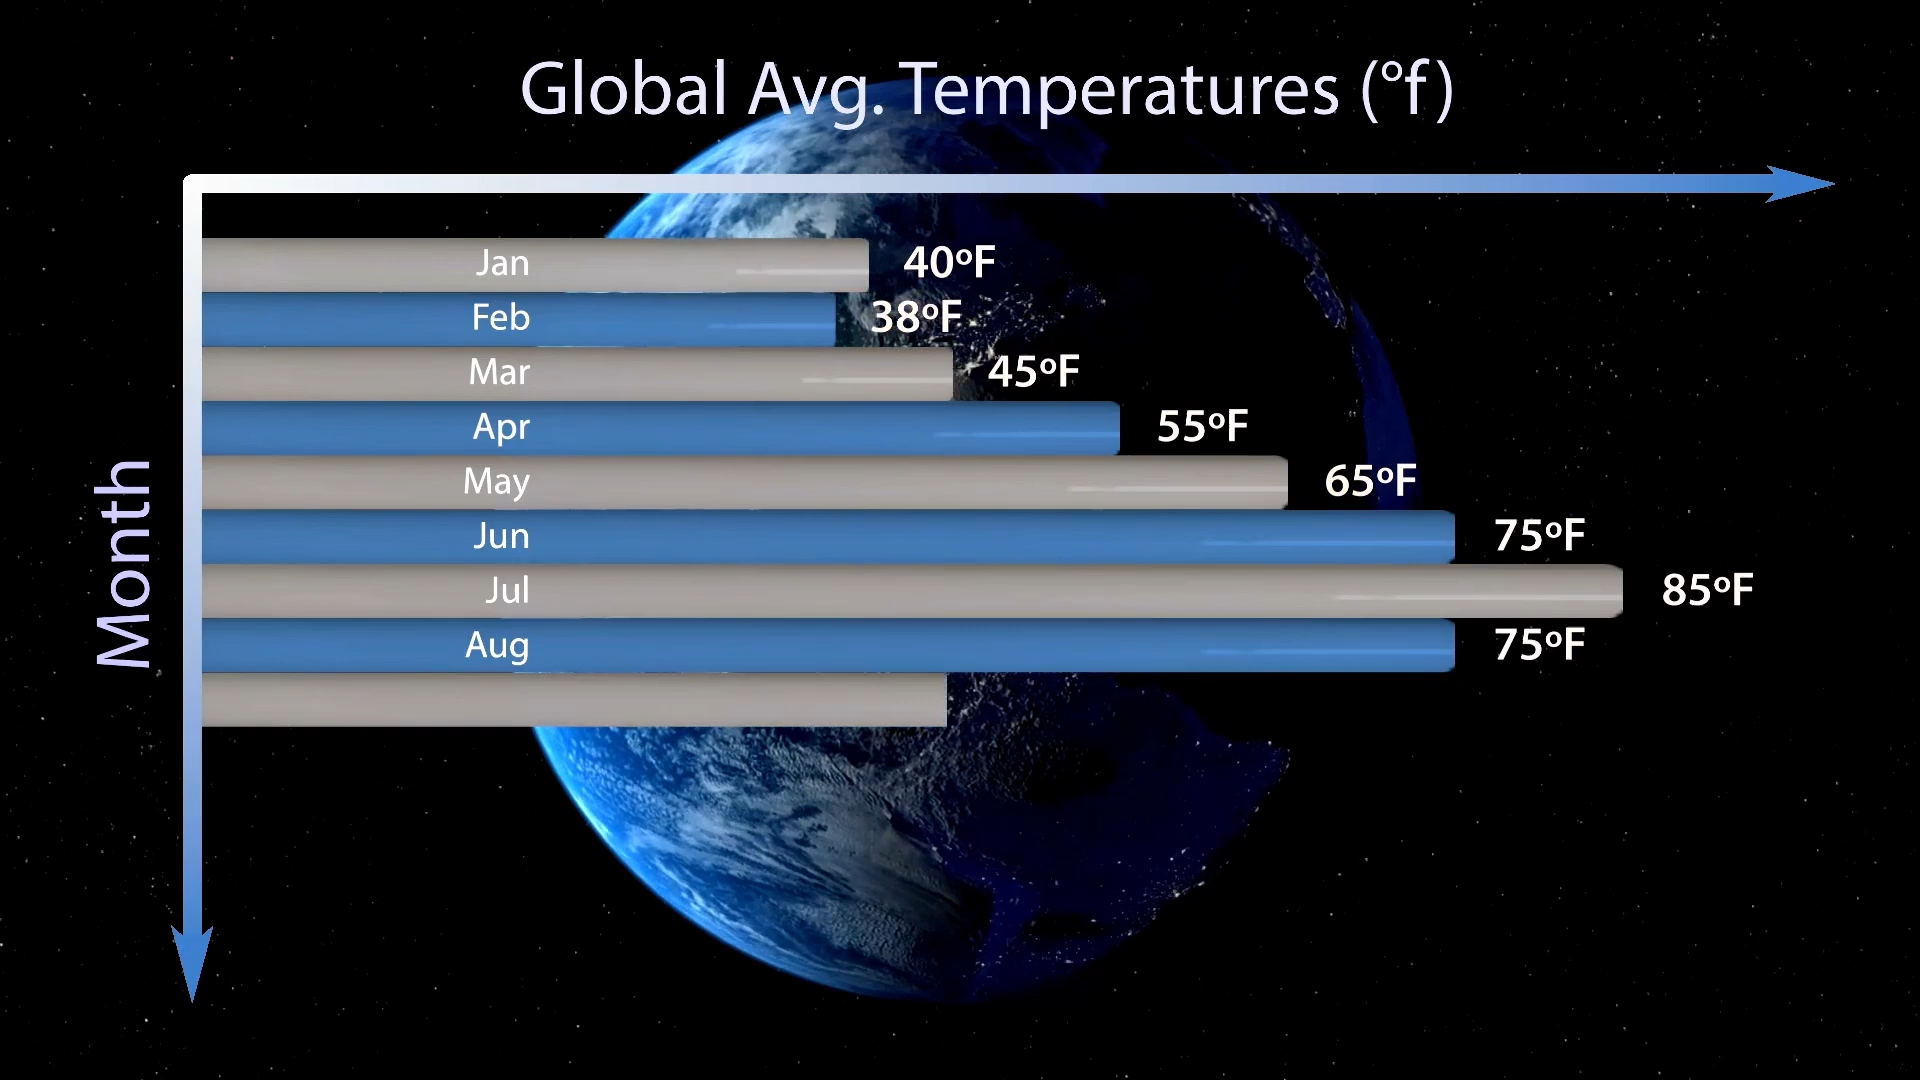 Global Avg. Temperatures (°f)
Month
Jan 40ºF
Feb 38ºF
Mar 45ºF
Apr 55ºF
May 65ºF
Jun 75ºF
Jul 85ºF
Aug 75ºF